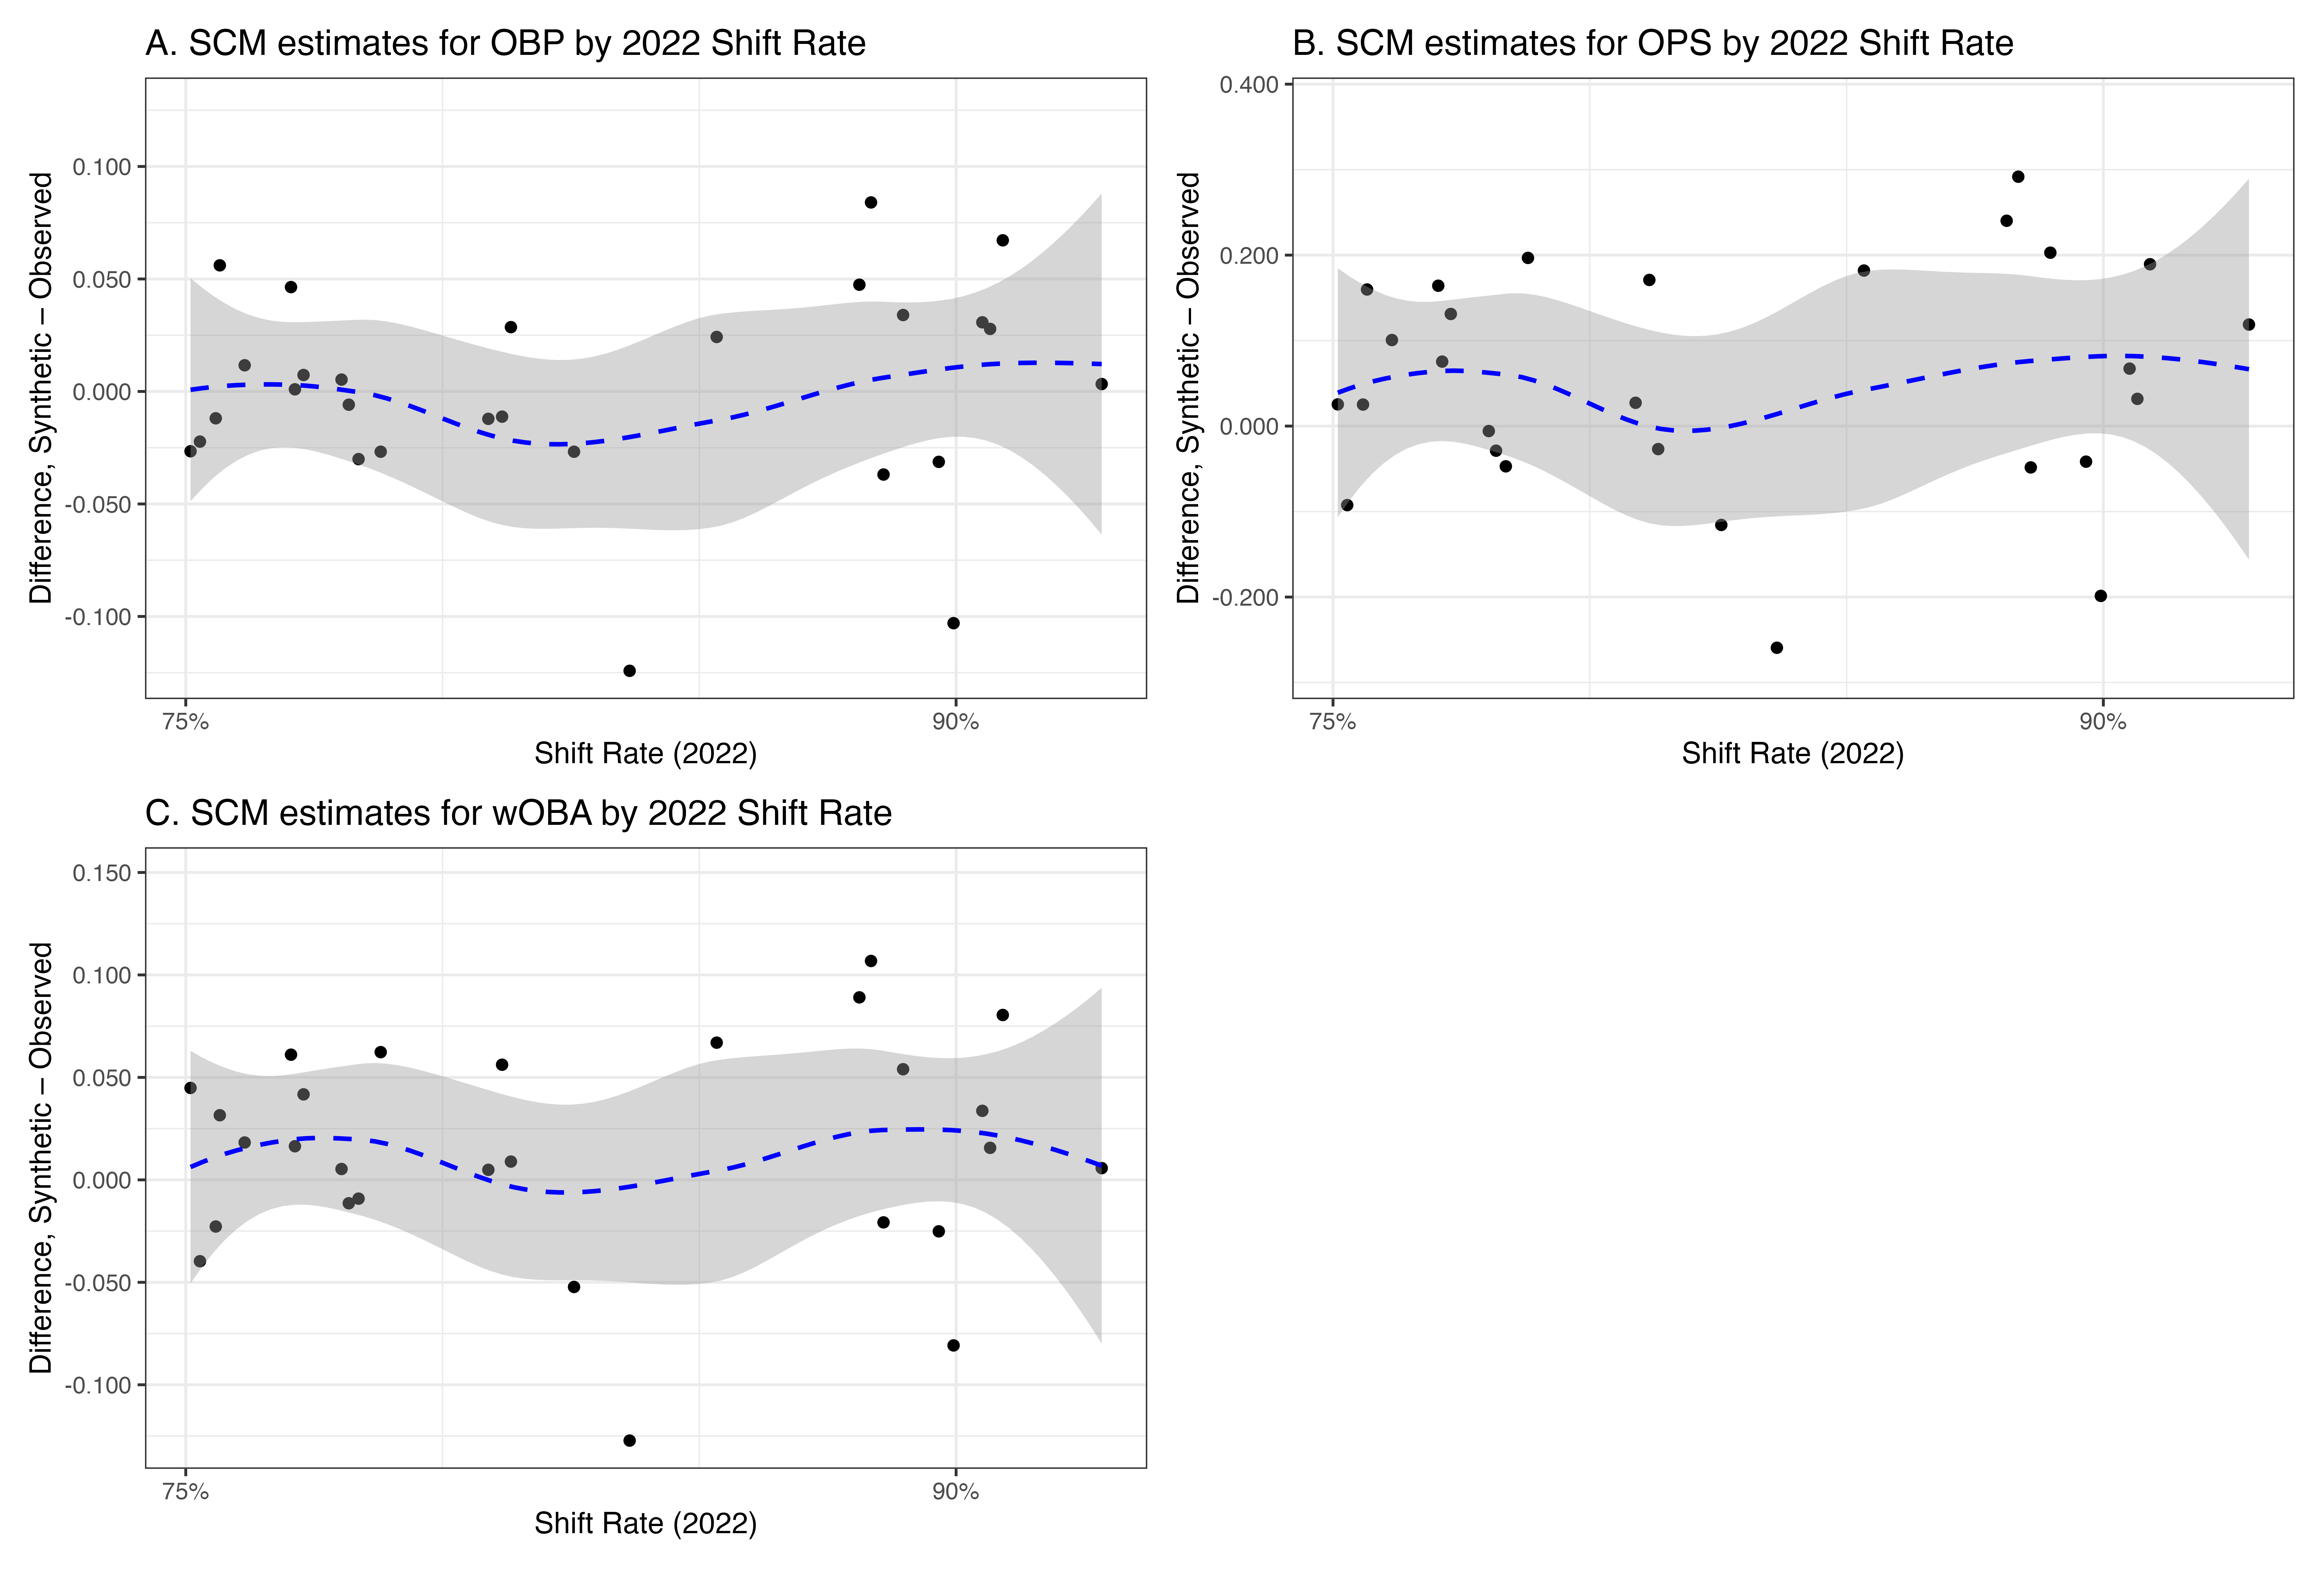 A. SCM estimates for OBP by 2022 Shift Rate
Difference, Synthetic – Observed
0.100
0.050
0.000
-0.050
-0.100
75%
90%
Shift Rate (2022)
B. SCM estimates for OPS by 2022 Shift Rate
Difference, Synthetic – Observed
0.400
0.200
0.000
-0.200
75%
90%
Shift Rate (2022)
C. SCM estimates for wOBA by 2022 Shift Rate
Difference, Synthetic – Observed
0.150
0.100
0.050
0.000
-0.050
-0.100
75%
90%
Shift Rate (2022)